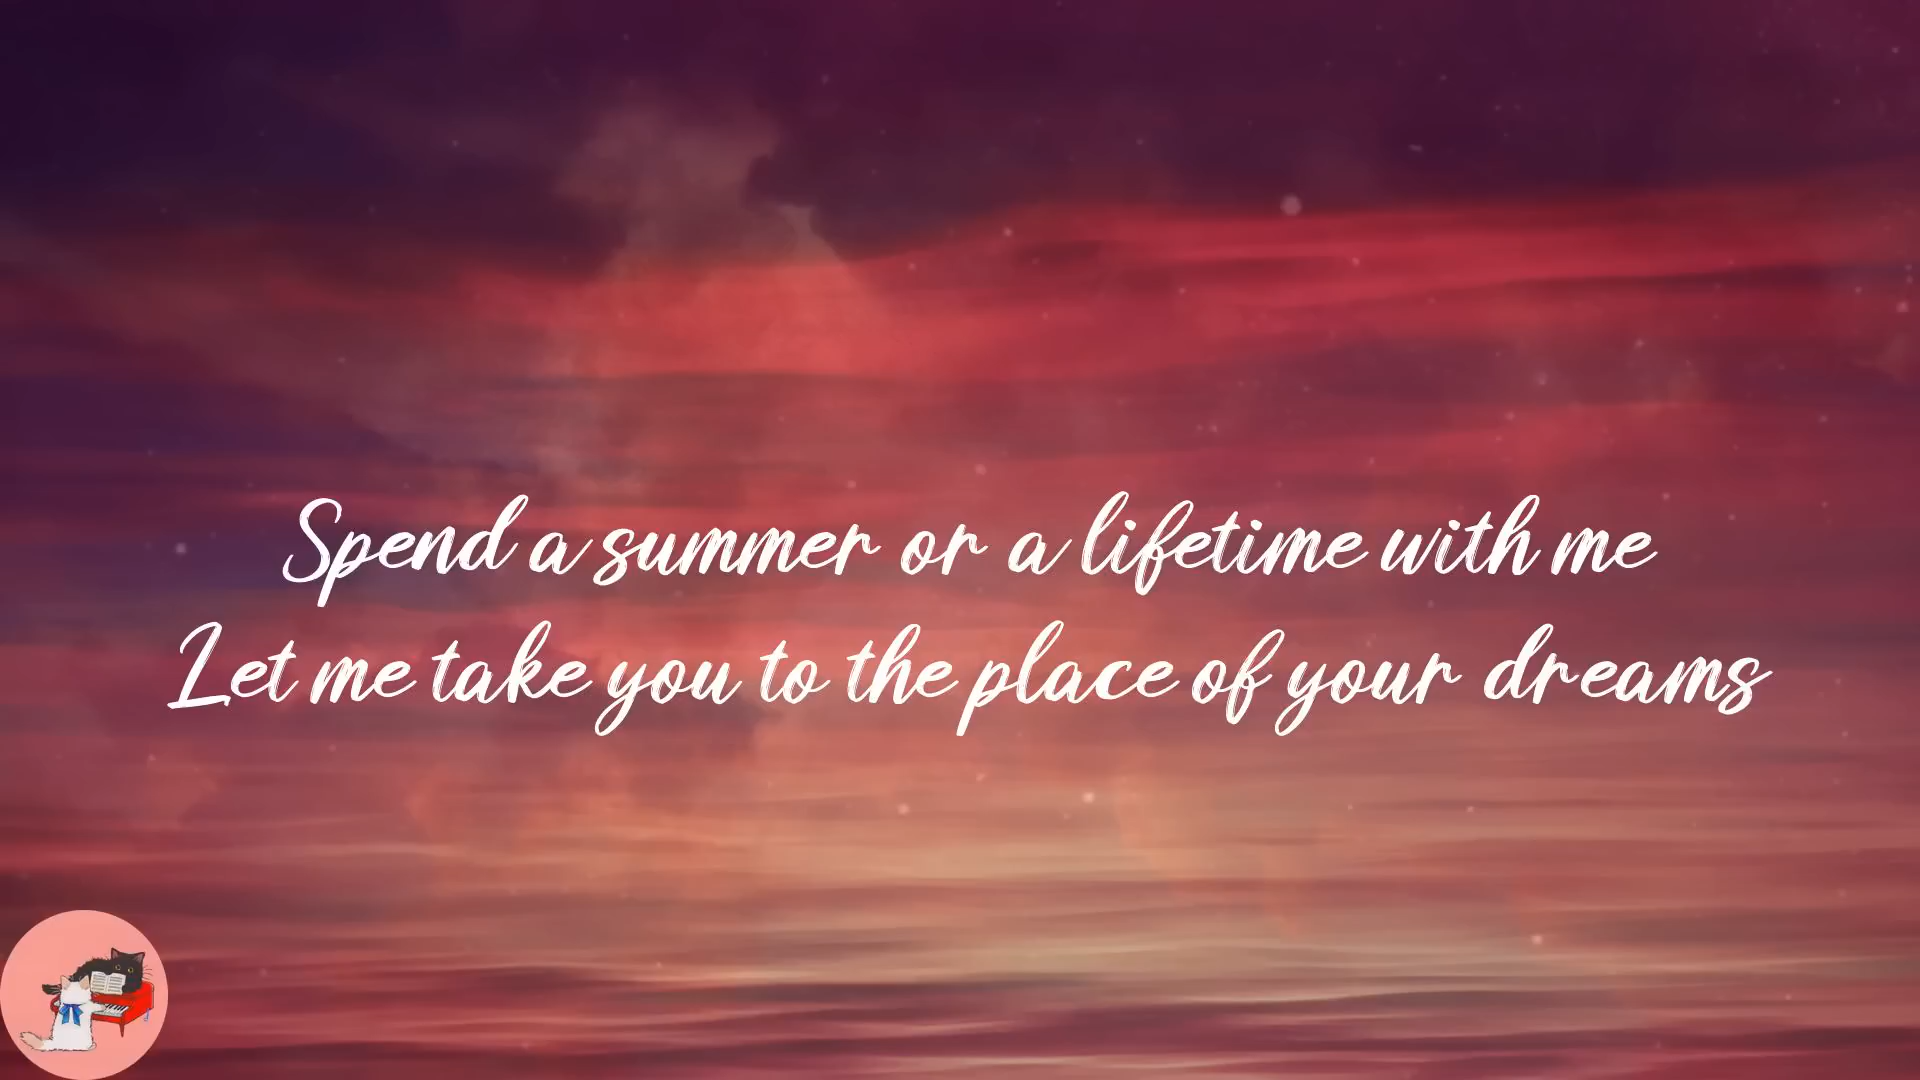 Spend a summer or a lifetime with me
Let me take you to the place of your dreams